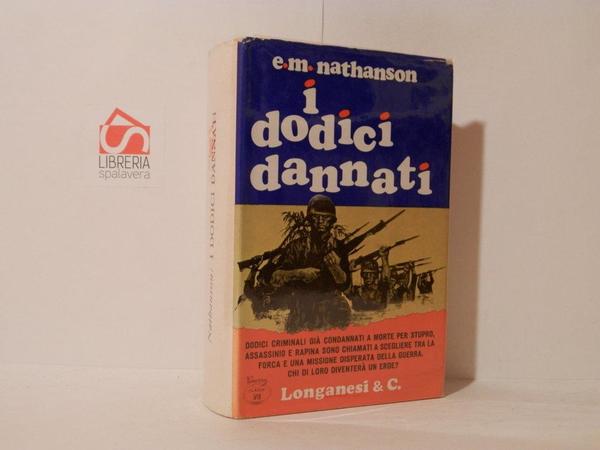 LIBRERIA
spalavera
Nathanson: I DODICI DANNATI
e.m. nathanson
i
dodici
dannati
DODICI CRIMINALI GIÀ CONDANNATI A MORTE PER STUPRO,
ASSASSINIO E RAPINA SONO CHIAMATI A SCEGLIERE TRA LA
FORCA E UNA MISSIONE DISPERATA DELLA GUERRA.
CHI DI LORO DIVENTERÀ UN EROE?
Longanesi & C.